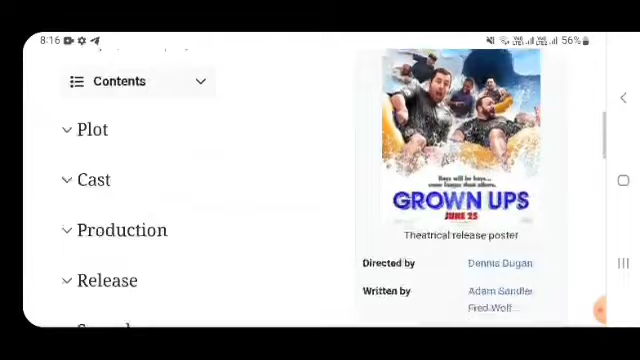 8:16
56%
Contents
Plot
Cast
Production
Release
Boys will be boys...
some longer than others.
GROWN UPS
JUNE 25
Theatrical release poster
Directed by Dennis Dugan
Written by Adam Sandler
Fred Wolf